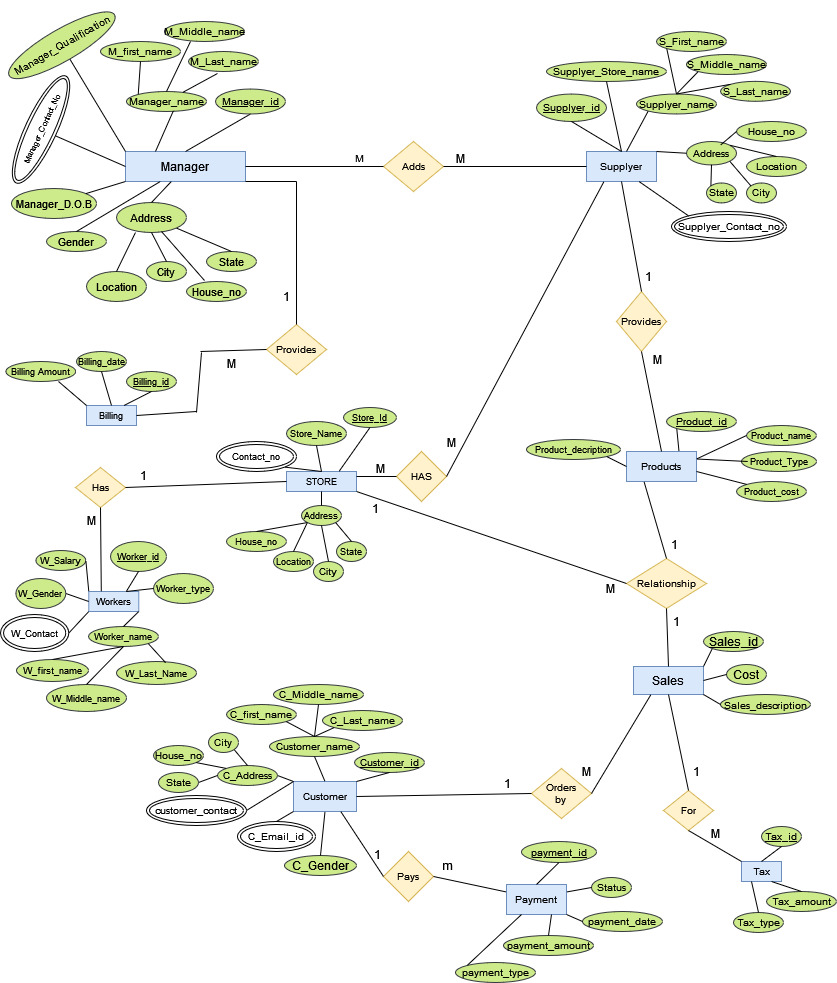 Manager_Qualification
M_Middle_name
M_first_name
M_Last_name
Manager_name
Manager_id
Manager_Contact_No
Manager
Manager_D.O.B
Gender
Address
Location
City
House_no
State
M
Adds
M
S_First_name
Supplyer_Store_name
S_Middle_name
S_Last_name
Supplyer_id
Supplyer_name
House_no
Address
Location
Supplyer
State
City
Supplyer_Contact_no
1
Provides
M
1
Provides
M
Billing_date
Billing Amount
Billing_id
Billing
Store_Id
Store_Name
Contact_no
STORE
M
HAS
M
1
Has
M
1
Address
House_no
Location
State
City
Product_id
Product_name
Product_decription
Products
Product_Type
Product_cost
1
Relationship
M
1
W_Salary
Worker_id
W_Gender
Worker_type
Workers
W_Contact
Worker_name
W_first_name
W_Last_Name
W_Middle_name
Sales_id
Sales
Cost
Sales_description
C_Middle_name
C_first_name
C_Last_name
City
Customer_name
House_no
Customer_id
State
C_Address
Customer
customer_contact
C_Email_id
C_Gender
1
Orders
by
M
1
For
M
Tax_id
Tax
Tax_amount
Tax_type
1
Pays
m
payment_id
Status
Payment
payment_date
payment_amount
payment_type